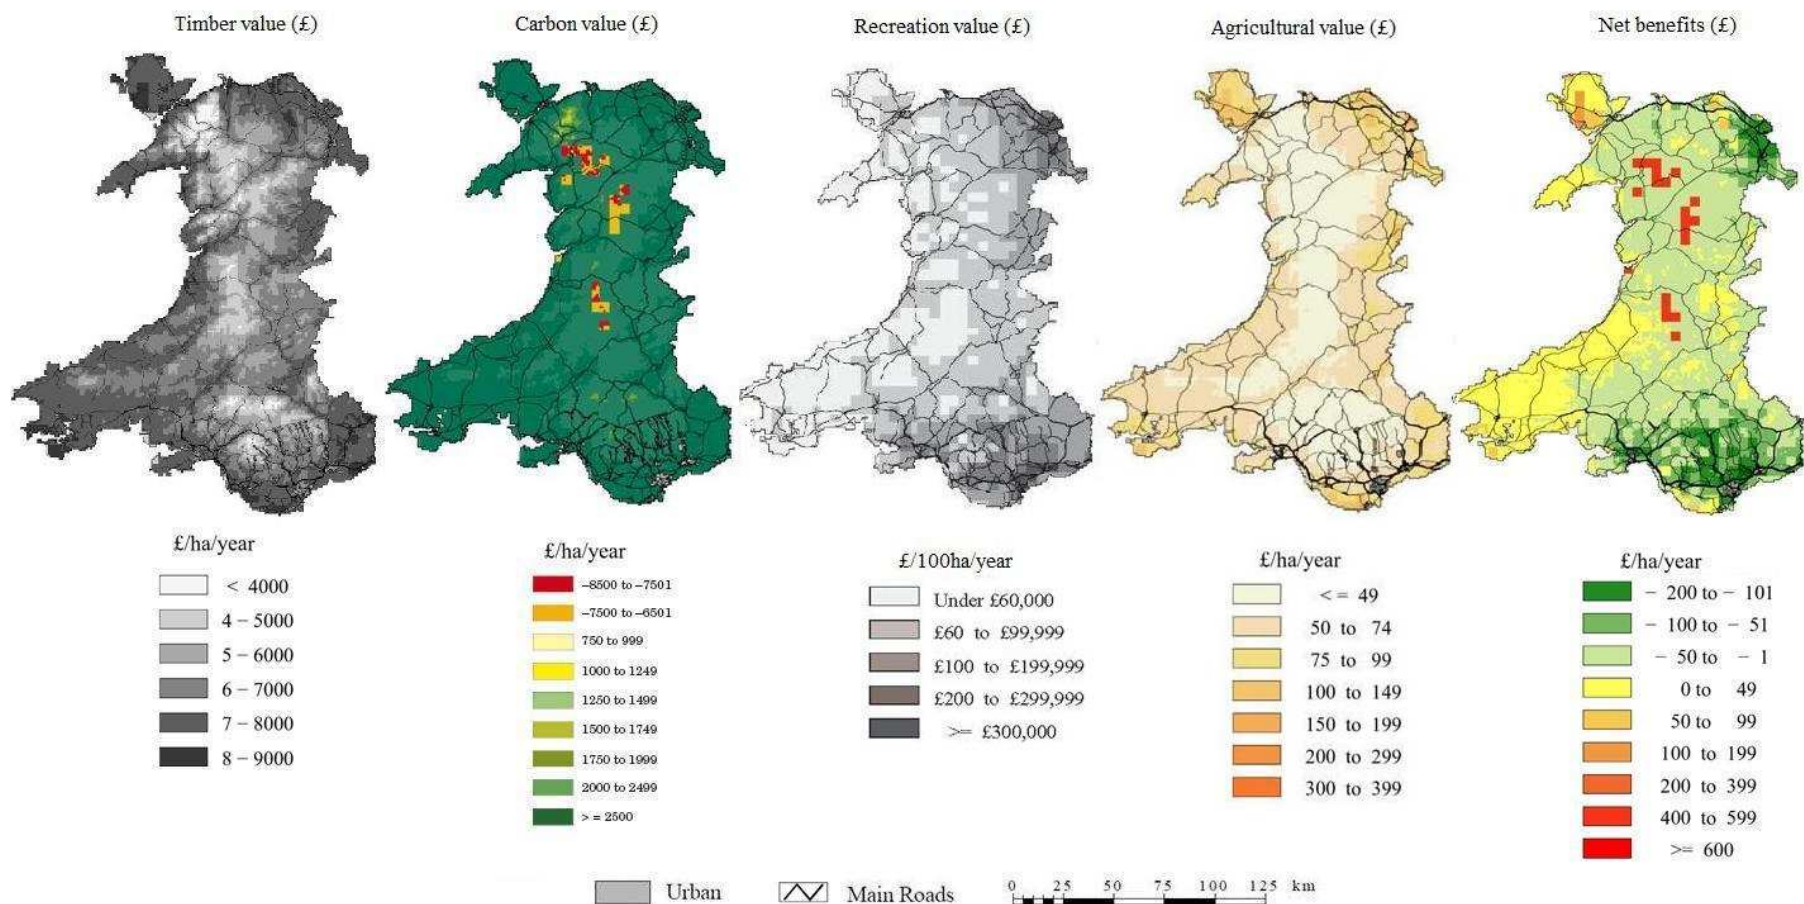 Timber value (£)
Carbon value (£)
Recreation value (£)
Agricultural value (£)
Net benefits (£)
£/ha/year
< 4000
4 – 5000
5 – 6000
6 – 7000
7 – 8000
8 – 9000
£/ha/year
–8500 to –7501
–7500 to –6501
750 to 999
1000 to 1249
1250 to 1499
1500 to 1749
1750 to 1999
2000 to 2499
> = 2500
£/100ha/year
Under £60,000
£60 to £99,999
£100 to £199,999
£200 to £299,999
>= £300,000
£/ha/year
< = 49
50 to 74
75 to 99
100 to 149
150 to 199
200 to 299
300 to 399
£/ha/year
– 200 to – 101
– 100 to – 51
– 50 to – 1
0 to 49
50 to 99
100 to 199
200 to 399
400 to 599
>= 600
Urban
Main Roads
0 25 50 75 100 125 km